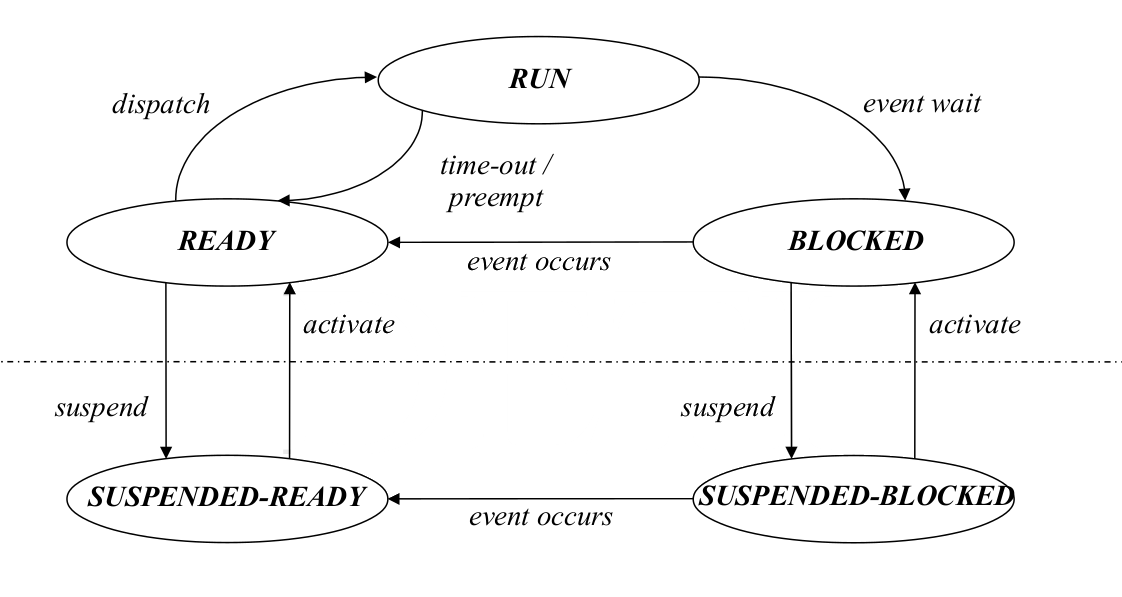 RUN
dispatch
event wait
time-out /
preempt
READY
BLOCKED
event occurs
activate
activate
suspend
suspend
SUSPENDED-READY
SUSPENDED-BLOCKED
event occurs